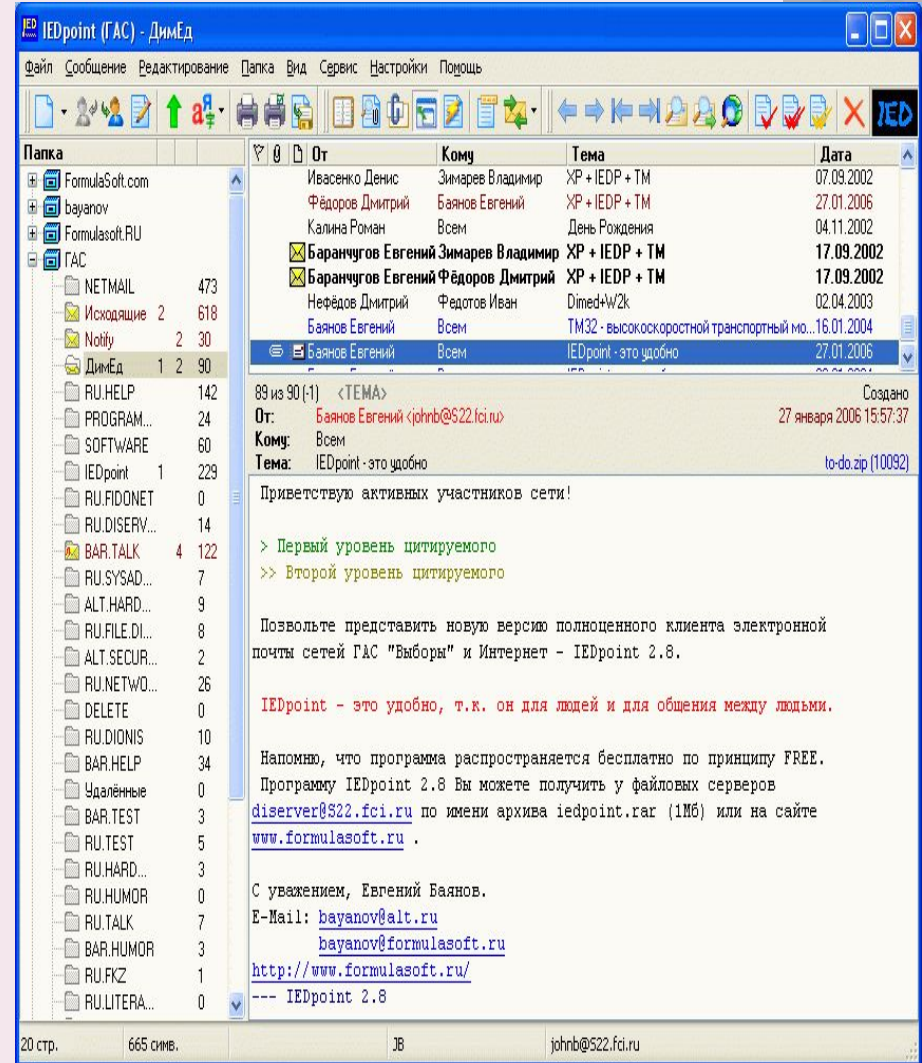 IEDpoint (ГАС) - ДимЕд
Файл Сообщение Редактирование Папка Вид Сервис Настройки Помощь
IED
Папка
FormulaSoft.com
bayanov
Formulasoft.RU
ГАС
NETMAIL 473
Исходящие 2 618
Notify 2 30
ДимЕд 1 2 90
RU.HELP 142
PROGRAM... 24
SOFTWARE 60
IEDpoint 1 229
RU.FIDONET 0
RU.DISERV... 14
BAR.TALK 4 122
RU.SYSAD... 7
ALT.HARD... 9
RU.FILE.DI... 8
ALT.SECUR... 2
RU.NETWO... 26
DELETE 0
RU.DIONIS 10
BAR.HELP 34
Удалённые 0
BAR.TEST 3
RU.TEST 5
RU.HARD... 3
RU.HUMOR 0
RU.TALK 7
BAR.HUMOR 3
RU.FKZ 1
RU.LITERA... 0
От Кому Тема Дата
Ивасенко Денис Зимарев Владимир XP + IEDP + TM 07.09.2002
Фёдоров Дмитрий Баянов Евгений XP + IEDP + TM 27.01.2006
Калина Роман Всем День Рождения 04.11.2002
Баранчугов Евгений Зимарев Владимир XP + IEDP + TM 17.09.2002
Баранчугов Евгений Фёдоров Дмитрий XP + IEDP + TM 17.09.2002
Нефёдов Дмитрий Федотов Иван Dimed+W2k 02.04.2003
Баянов Евгений Всем TM32 - высокоскоростной транспортный мо... 16.01.2004
Баянов Евгений Всем IEDpoint - это удобно 27.01.2006
89 из 90 (-1) <ТЕМА> Создано
От: Баянов Евгений <johnb@S22.fci.ru> 27 января 2006 15:57:37
Кому: Всем
Тема: IEDpoint - это удобно to-do.zip (10092)
Приветствую активных участников сети!
> Первый уровень цитируемого
>> Второй уровень цитируемого
Позвольте представить новую версию полноценного клиента электронной
почты сетей ГАС "Выборы" и Интернет - IEDpoint 2.8.
IEDpoint - это удобно, т.к. он для людей и для общения между людьми.
Напомню, что программа распространяется бесплатно по принципу FREE.
Программу IEDpoint 2.8 Вы можете получить у файловых серверов
diserver@S22.fci.ru по имени архива iedpoint.rar (1Мб) или на сайте
www.formulasoft.ru .
С уважением, Евгений Баянов.
E-Mail: bayanov@alt.ru
bayanov@formulasoft.ru
http://www.formulasoft.ru/
--- IEDpoint 2.8
20 стр. 665 симв. JB johnb@S22.fci.ru